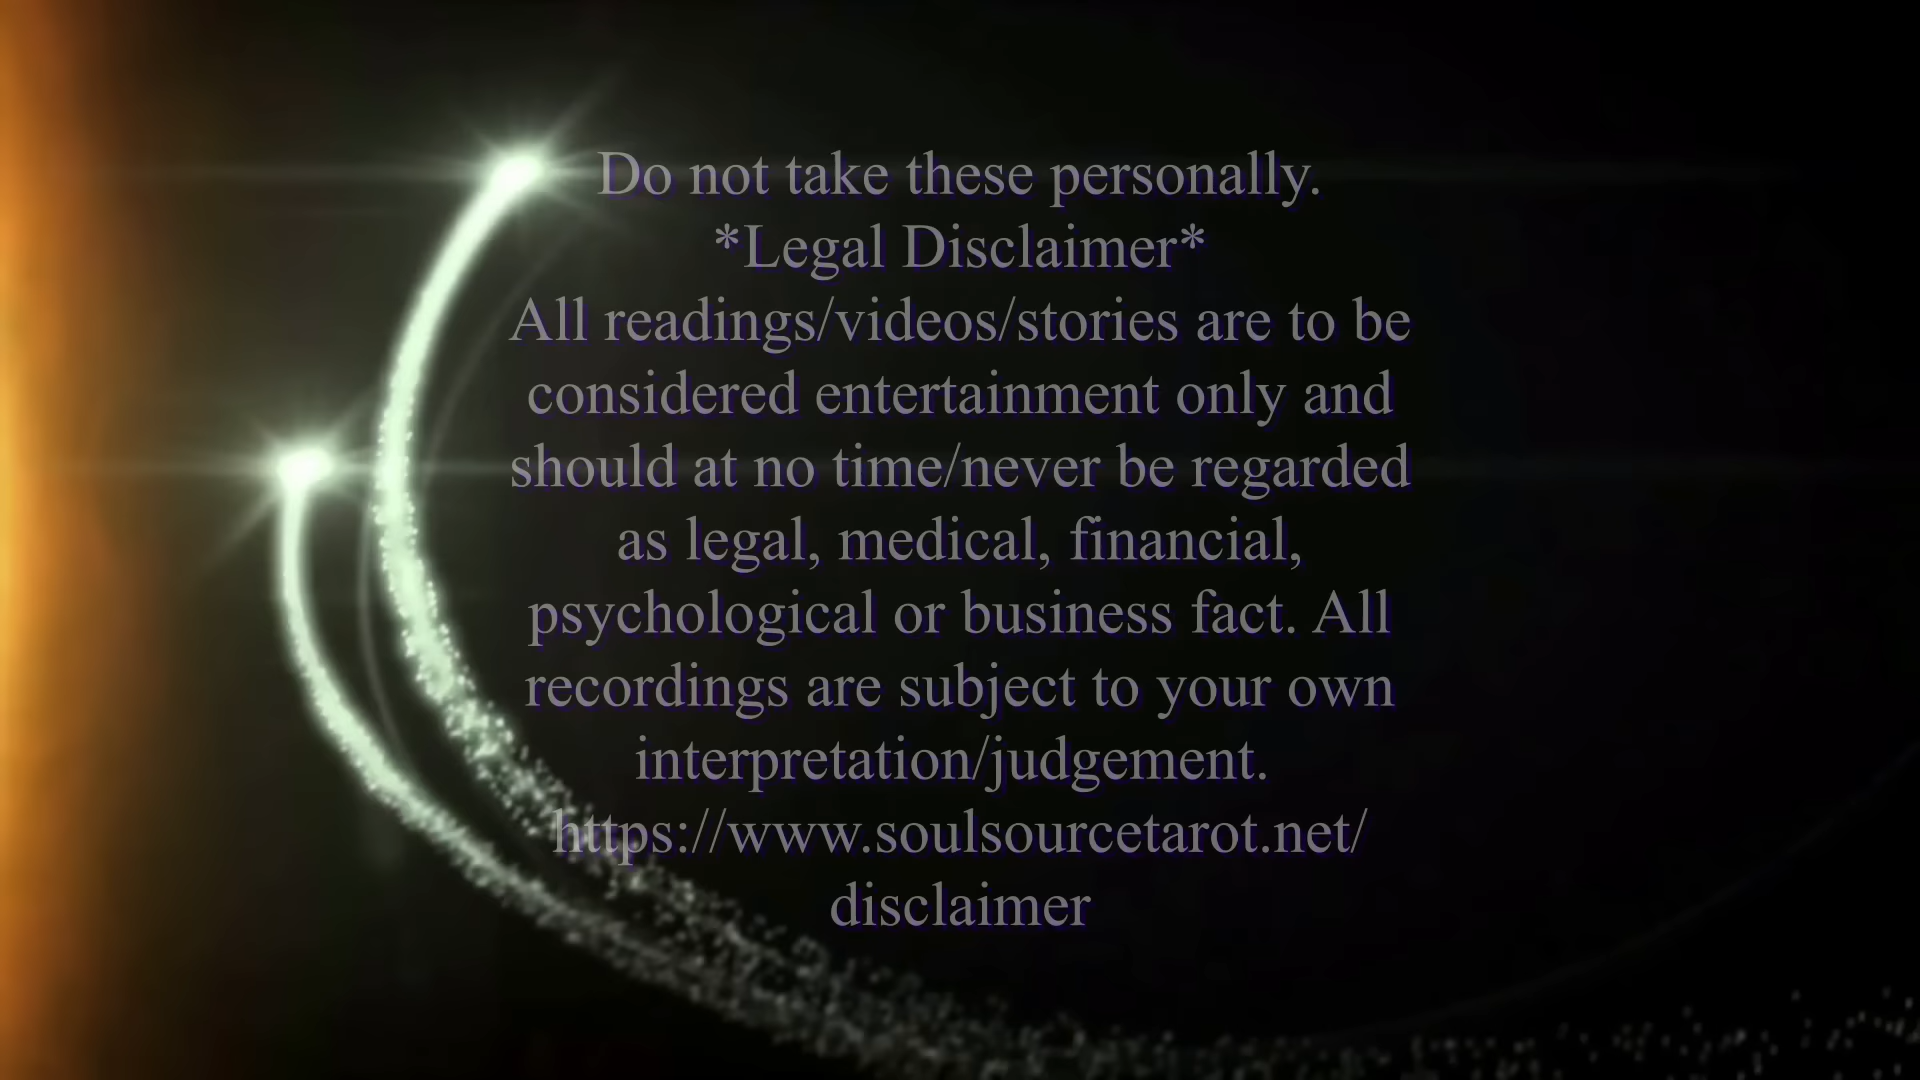 Do not take these personally.
*Legal Disclaimer*
All readings/videos/stories are to be
considered entertainment only and
should at no time/never be regarded
as legal, medical, financial,
psychological or business fact. All
recordings are subject to your own
interpretation/judgement.
https://www.soulsourcetarot.net/
disclaimer